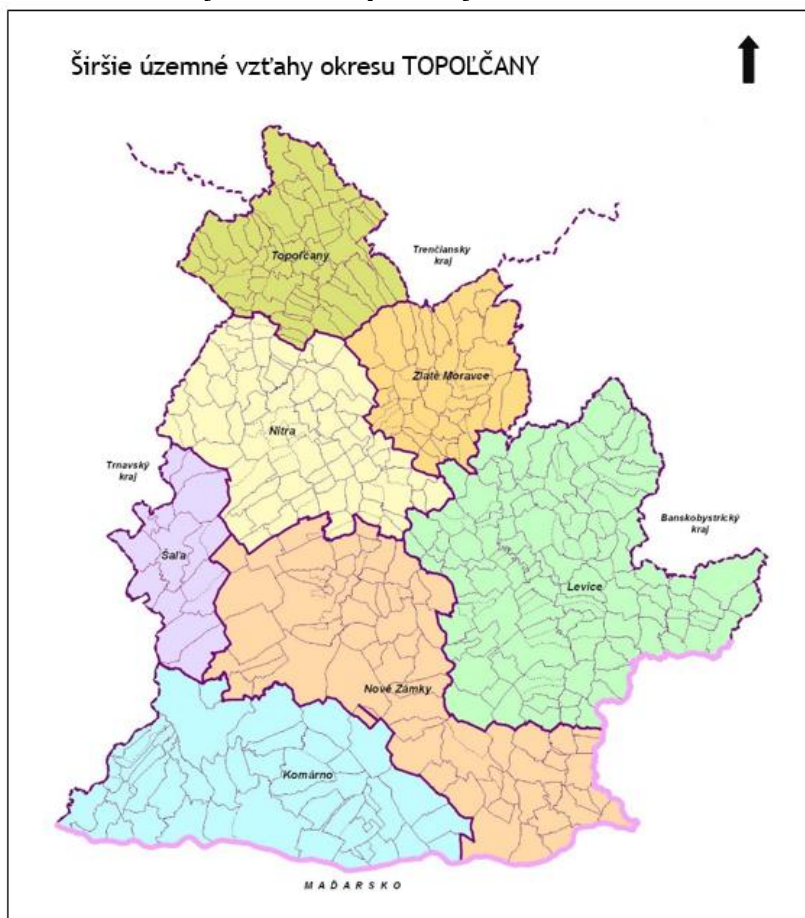 Širšie územné vzťahy okresu TOPOĽČANY
Topoľčany
Trenčiansky
kraj
Zlaté Moravce
Nitra
Trnavský
kraj
Banskobystrický
kraj
Šaľa
Levice
Nové Zámky
Komárno
MAĎARSKO